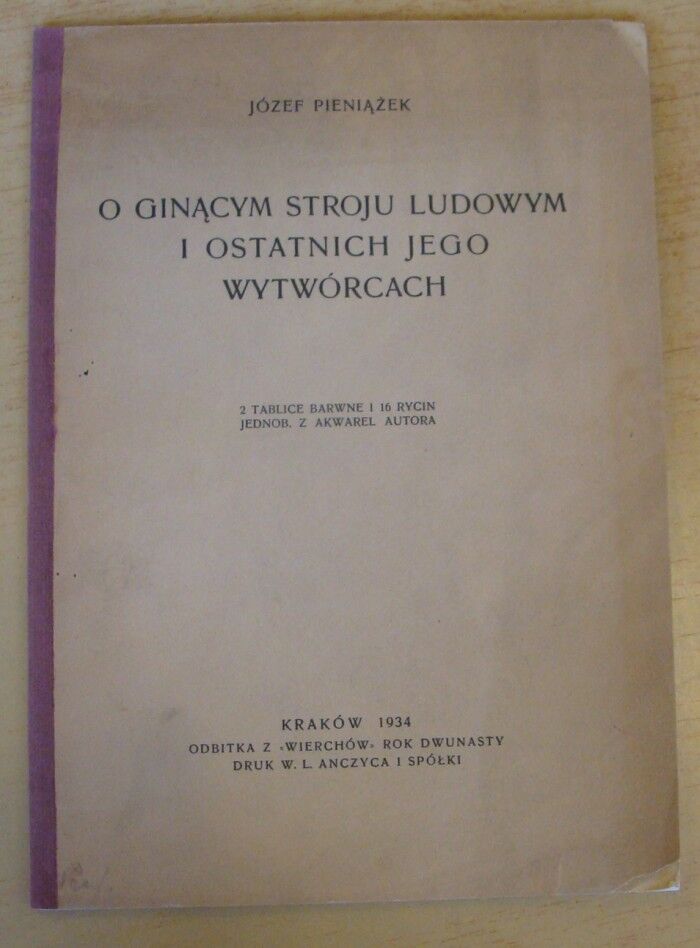 JÓZEF PIENIĄŻEK
O GINĄCYM STROJU LUDOWYM
I OSTATNICH JEGO
WYTWÓRCACH
2 TABLICE BARWNE I 16 RYCIN
JEDNOB. Z AKWAREL AUTORA
KRAKÓW 1934
ODBITKA Z «WIERCHÓW» ROK DWUNASTY
DRUK W. L. ANCZYCA I SPÓŁKI